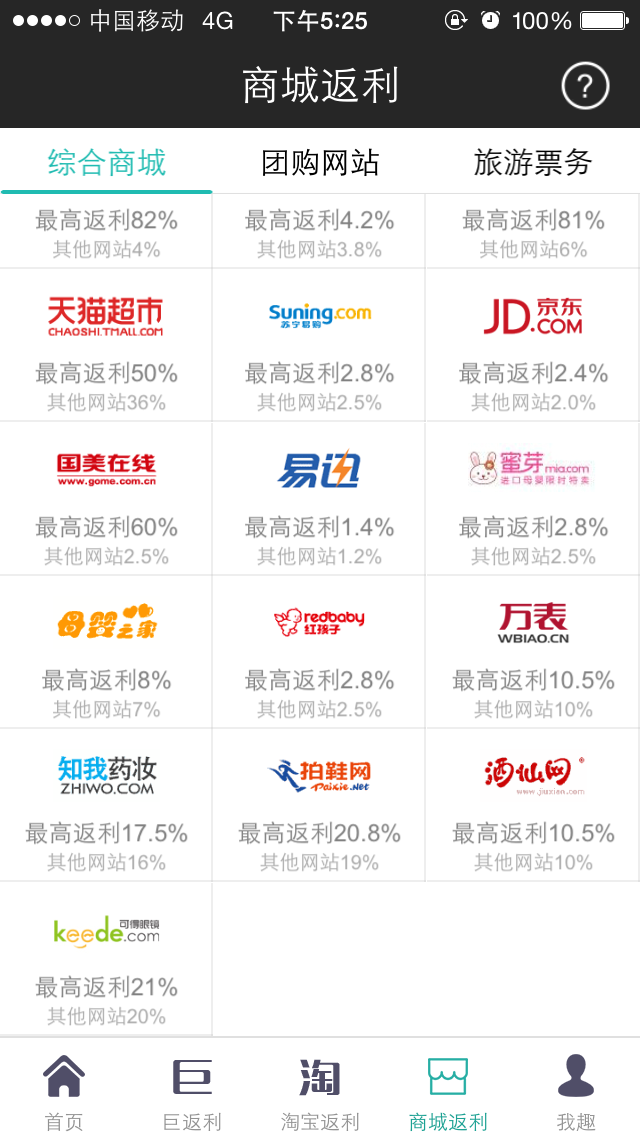 中国移动 4G 下午5:25 100%
商城返利 ?
综合商城 团购网站 旅游票务
最高返利82% 最高返利4.2% 最高返利81%
其他网站4% 其他网站3.8% 其他网站6%
天猫超市 Suning.com JD京东.COM
CHAOSHI.TMALL.COM 苏宁易购
最高返利50% 最高返利2.8% 最高返利2.4%
其他网站36% 其他网站2.5% 其他网站2.0%
国美在线 易迅 蜜芽mia.com
www.gome.com.cn 进口母婴限时特卖
最高返利60% 最高返利1.4% 最高返利2.8%
其他网站2.5% 其他网站1.2% 其他网站2.5%
母婴之家 redbaby 万表
红孩子 WBIAO.CN
最高返利8% 最高返利2.8% 最高返利10.5%
其他网站7% 其他网站2.5% 其他网站10%
知我药妆 拍鞋网 酒仙网
ZHIWO.COM Paixie.Net www.jiuxian.com
最高返利17.5% 最高返利20.8% 最高返利10.5%
其他网站16% 其他网站19% 其他网站10%
keede.com 可得眼镜
最高返利21%
其他网站20%
巨 淘
首页 巨返利 淘宝返利 商城返利 我趣